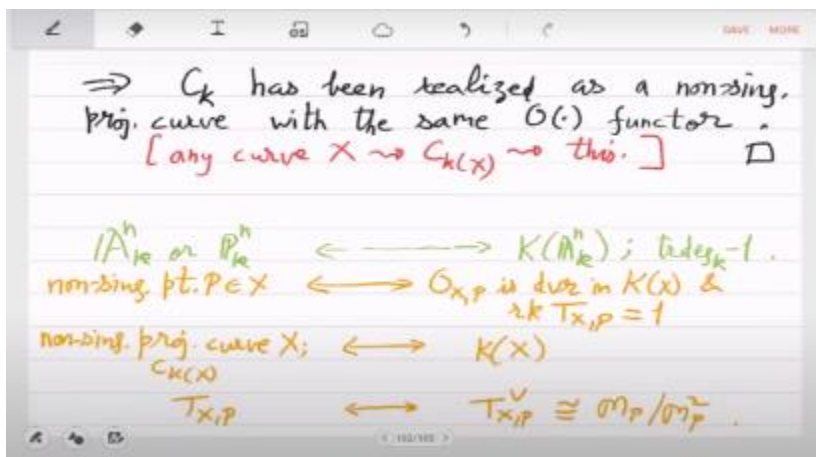 SAVE MORE
⇒ C_K has been realized as a non-sing.
proj. curve with the same O(·) functor.
[any curve X ⇝ C_{K(X)} ⇝ this.] □
𝔸^n_k or ℙ^n_k ⟷ K(𝔸^n_k); trdeg_k-1.
non-sing. pt. P∈X ⟷ O_{X,P} is dvr in K(X) &
rk T_{X,P} = 1
non-sing. proj. curve X; ⟷ K(X)
C_{K(X)}
T_{X,P} ⟷ T^∨_{X,P} ≅ m_P/m_P^2.